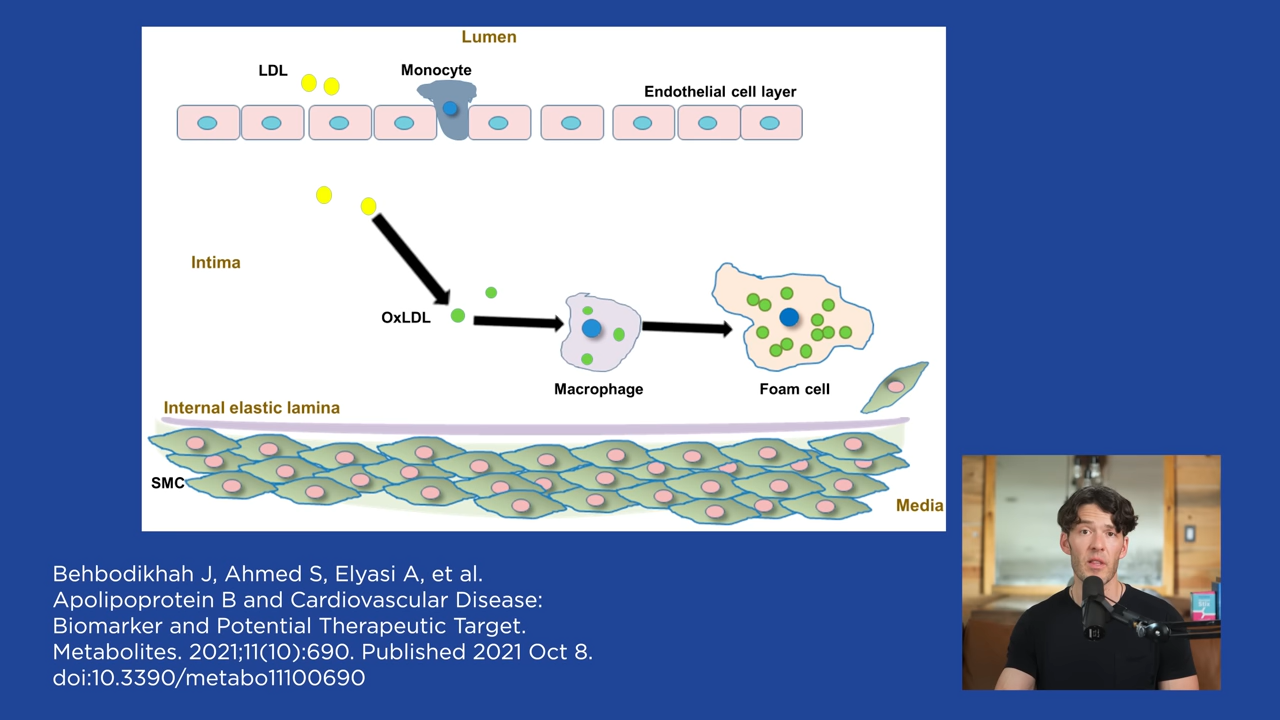 Lumen
LDL
Monocyte
Endothelial cell layer
Intima
OxLDL
Macrophage
Foam cell
Internal elastic lamina
SMC
Media
Behbodikhah J, Ahmed S, Elyasi A, et al.
Apolipoprotein B and Cardiovascular Disease:
Biomarker and Potential Therapeutic Target.
Metabolites. 2021;11(10):690. Published 2021 Oct 8.
doi:10.3390/metabo11100690